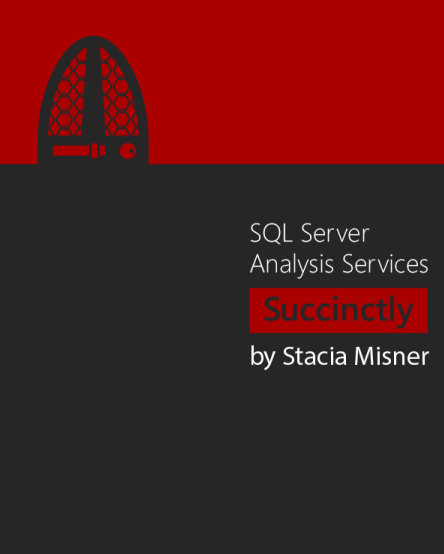 SQL Server
Analysis Services
Succinctly
by Stacia Misner